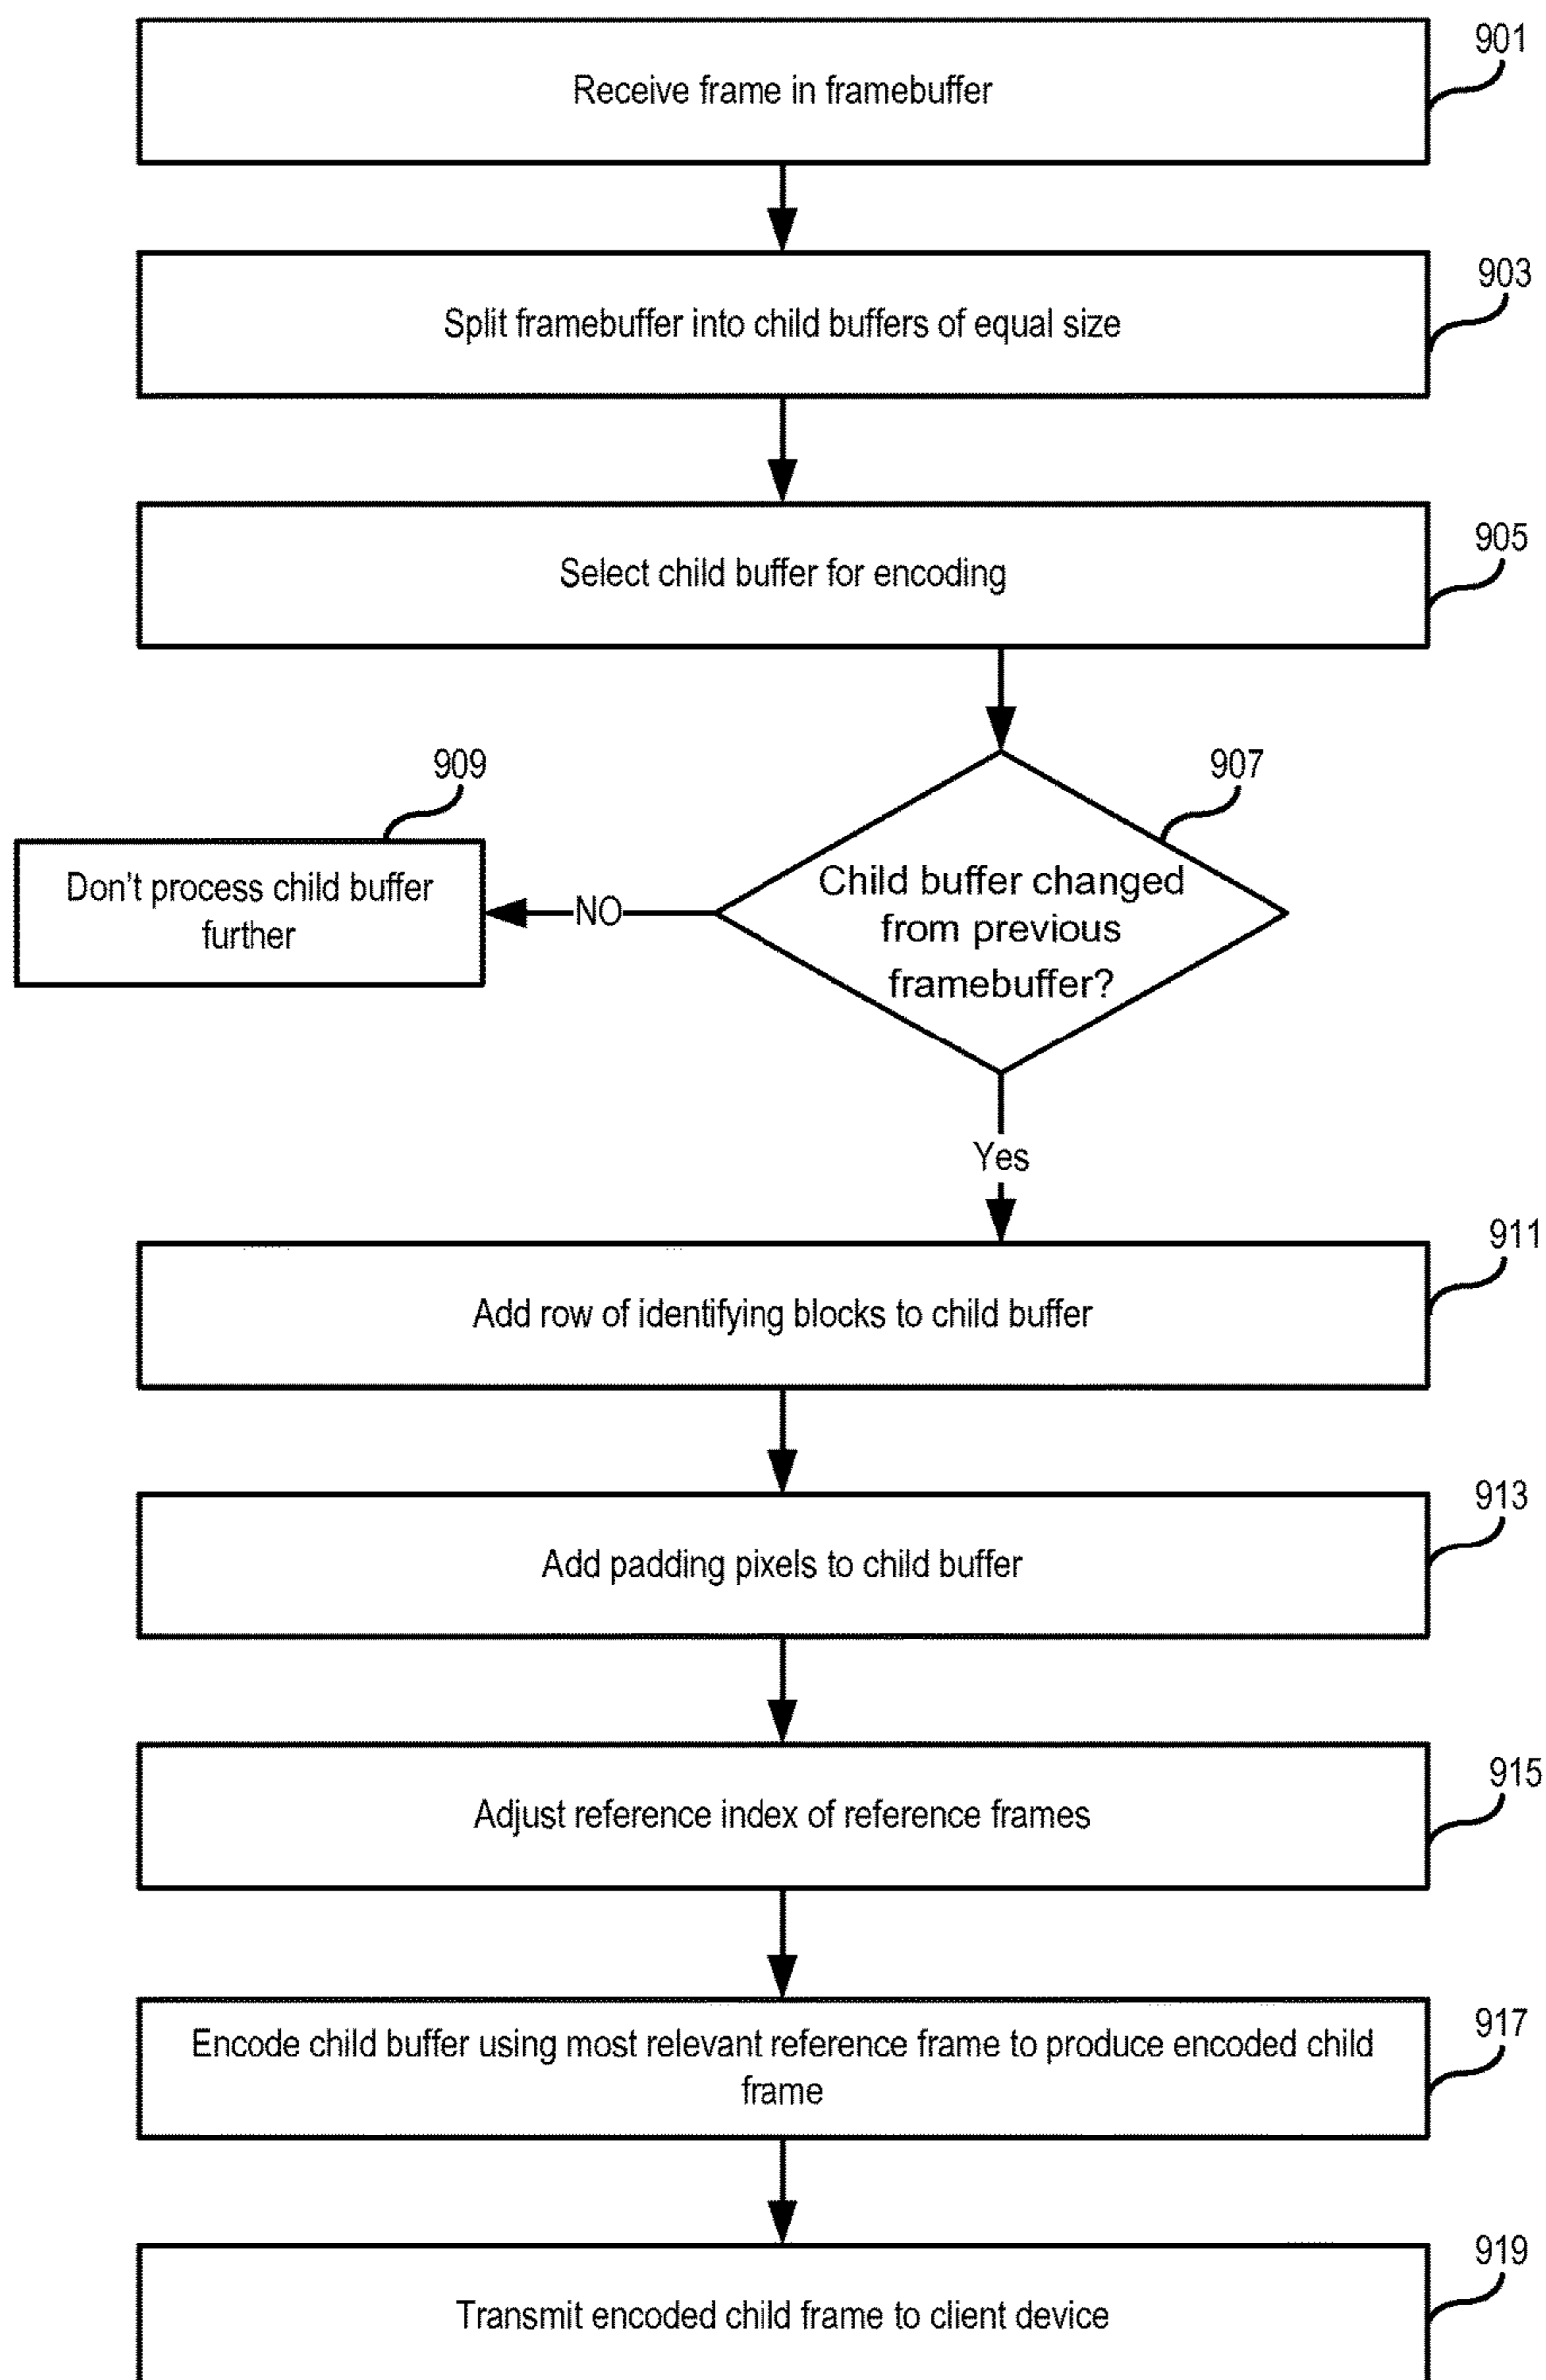 901
Receive frame in framebuffer
903
Split framebuffer into child buffers of equal size
905
Select child buffer for encoding
909
907
Don't process child buffer
further
NO
Child buffer changed
from previous
framebuffer?
Yes
911
Add row of identifying blocks to child buffer
913
Add padding pixels to child buffer
915
Adjust reference index of reference frames
917
Encode child buffer using most relevant reference frame to produce encoded child
frame
919
Transmit encoded child frame to client device